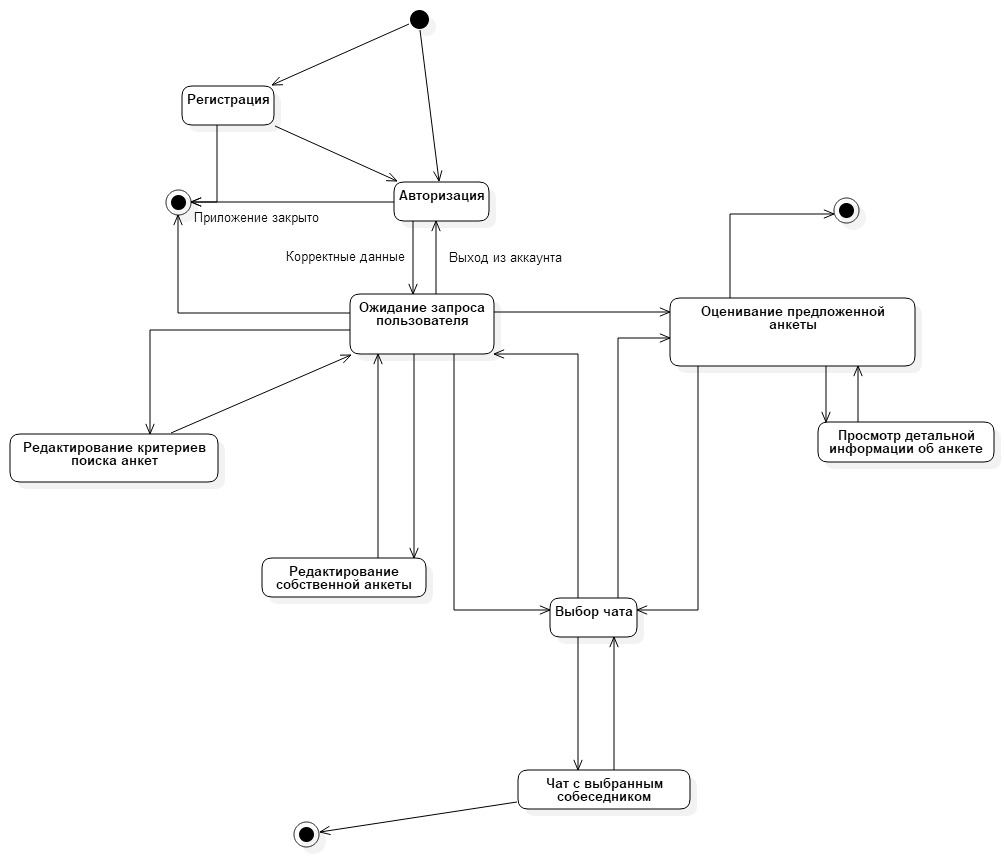 Регистрация
Авторизация
Приложение закрыто
Корректные данные
Выход из аккаунта
Ожидание запроса
пользователя
Оценивание предложенной
анкеты
Редактирование критериев
поиска анкет
Просмотр детальной
информации об анкете
Редактирование
собственной анкеты
Выбор чата
Чат с выбранным
собеседником